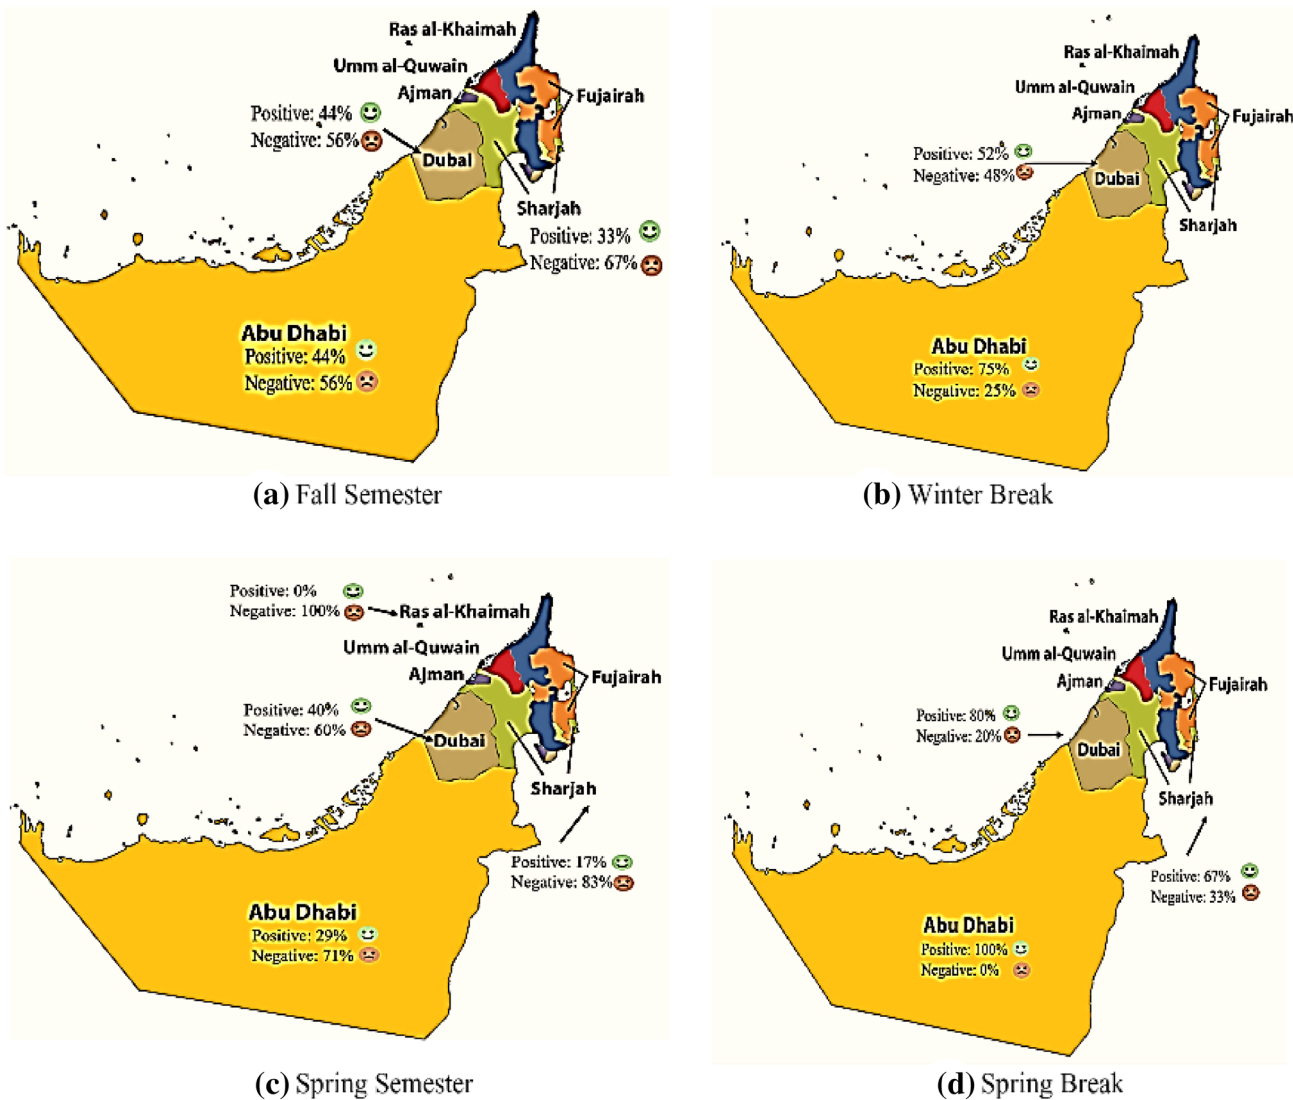 Ras al-Khaimah
Umm al-Quwain
Ajman
Fujairah
Positive: 44%
Negative: 56%
Dubai
Sharjah
Positive: 33%
Negative: 67%
Abu Dhabi
Positive: 44%
Negative: 56%
(a) Fall Semester
Ras al-Khaimah
Umm al-Quwain
Ajman
Fujairah
Positive: 52%
Negative: 48%
Dubai
Sharjah
Abu Dhabi
Positive: 75%
Negative: 25%
(b) Winter Break
Positive: 0%
Negative: 100%
Ras al-Khaimah
Umm al-Quwain
Ajman
Fujairah
Positive: 40%
Negative: 60%
Dubai
Sharjah
Positive: 17%
Negative: 83%
Abu Dhabi
Positive: 29%
Negative: 71%
(c) Spring Semester
Ras al-Khaimah
Umm al-Quwain
Ajman
Fujairah
Positive: 80%
Negative: 20%
Dubai
Sharjah
Positive: 67%
Negative: 33%
Abu Dhabi
Positive: 100%
Negative: 0%
(d) Spring Break